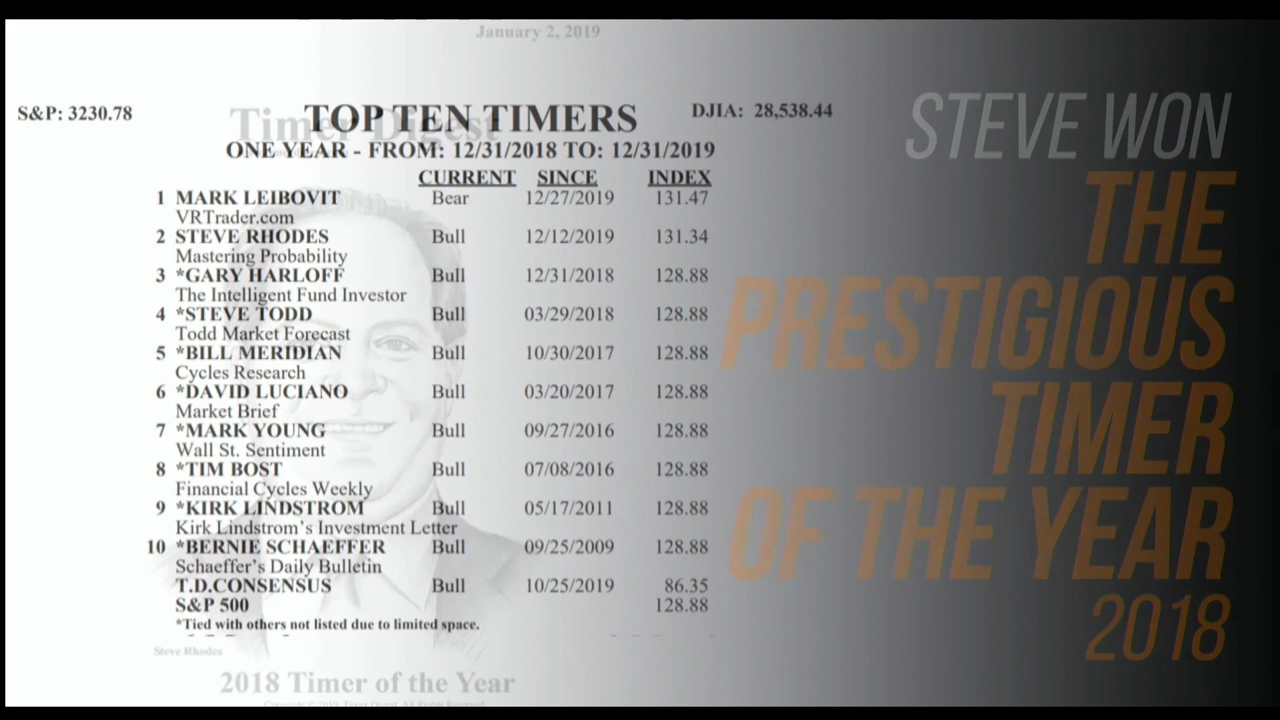 January 2, 2019
S&P: 3230.78
Timer Digest
TOP TEN TIMERS
DJIA: 28,538.44
ONE YEAR - FROM: 12/31/2018 TO: 12/31/2019
CURRENT SINCE INDEX
1 MARK LEIBOVIT Bear 12/27/2019 131.47
VRTrader.com
2 STEVE RHODES Bull 12/12/2019 131.34
Mastering Probability
3 *GARY HARLOFF Bull 12/31/2018 128.88
The Intelligent Fund Investor
4 *STEVE TODD Bull 03/29/2018 128.88
Todd Market Forecast
5 *BILL MERIDIAN Bull 10/30/2017 128.88
Cycles Research
6 *DAVID LUCIANO Bull 03/20/2017 128.88
Market Brief
7 *MARK YOUNG Bull 09/27/2016 128.88
Wall St. Sentiment
8 *TIM BOST Bull 07/08/2016 128.88
Financial Cycles Weekly
9 *KIRK LINDSTROM Bull 05/17/2011 128.88
Kirk Lindstrom's Investment Letter
10 *BERNIE SCHAEFFER Bull 09/25/2009 128.88
Schaeffer's Daily Bulletin
T.D.CONSENSUS Bull 10/25/2019 86.35
S&P 500 128.88
*Tied with others not listed due to limited space.
Steve Rhodes
2018 Timer of the Year
STEVE WON
THE
PRESTIGIOUS
TIMER
OF THE YEAR
2018